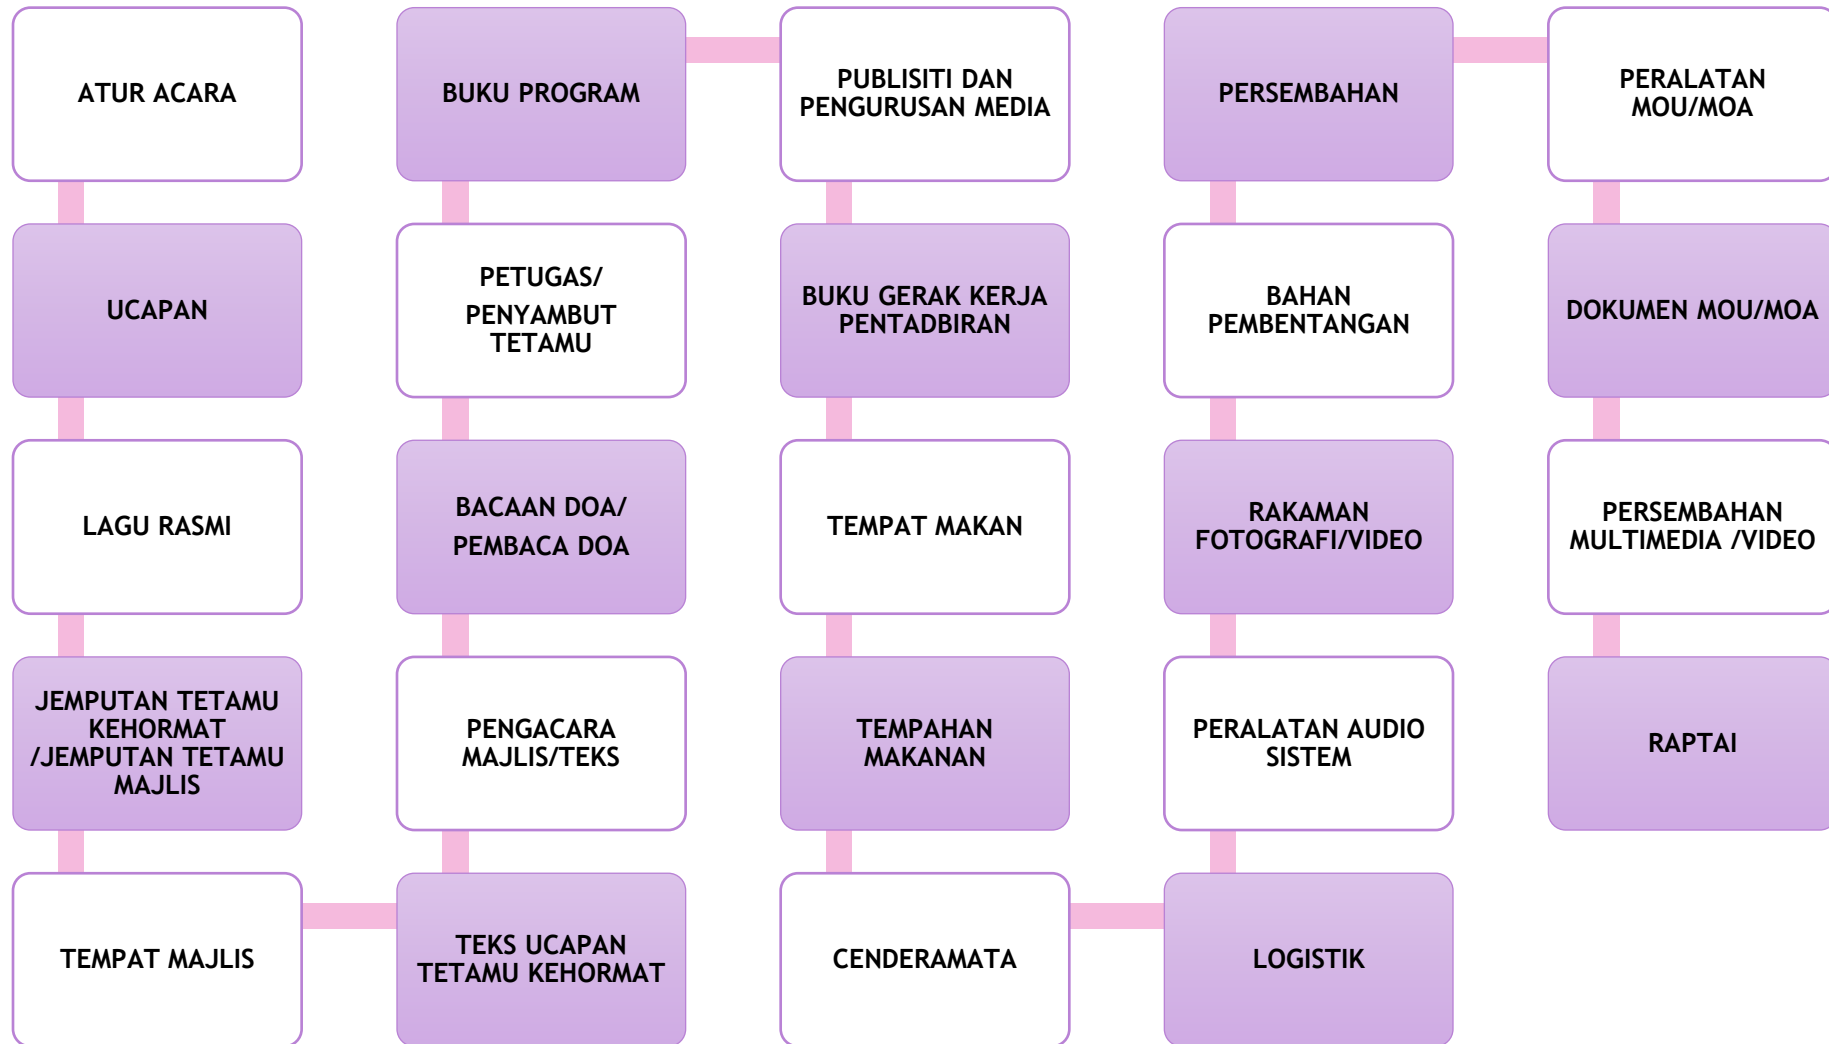 ATUR ACARA
UCAPAN
LAGU RASMI
JEMPUTAN TETAMU
KEHORMAT
/JEMPUTAN TETAMU
MAJLIS
TEMPAT MAJLIS
TEKS UCAPAN
TETAMU KEHORMAT
PENGACARA
MAJLIS/TEKS
BACAAN DOA/
PEMBACA DOA
PETUGAS/
PENYAMBUT
TETAMU
BUKU PROGRAM
PUBLISITI DAN
PENGURUSAN MEDIA
BUKU GERAK KERJA
PENTADBIRAN
TEMPAT MAKAN
TEMPAHAN
MAKANAN
CENDERAMATA
LOGISTIK
PERALATAN AUDIO
SISTEM
RAKAMAN
FOTOGRAFI/VIDEO
BAHAN
PEMBENTANGAN
PERSEMBAHAN
PERALATAN
MOU/MOA
DOKUMEN MOU/MOA
PERSEMBAHAN
MULTIMEDIA /VIDEO
RAPTAI